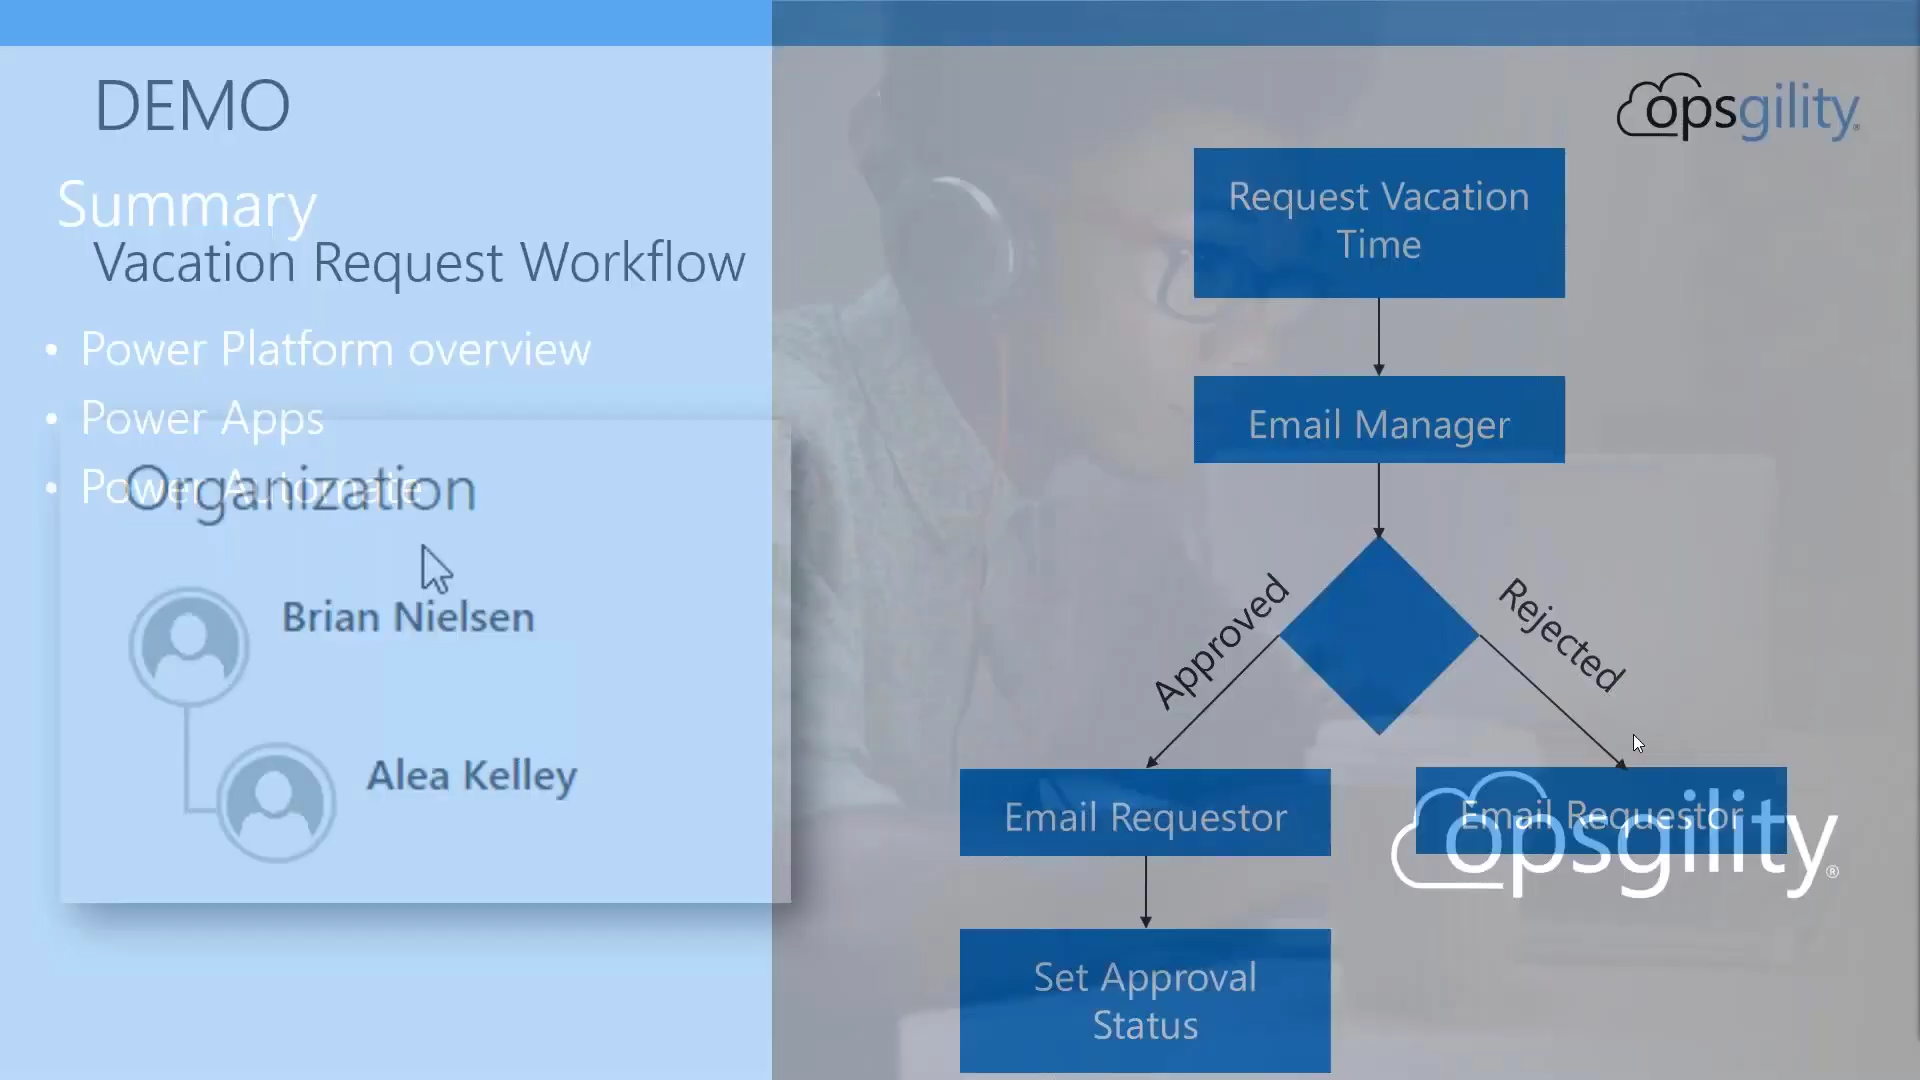 DEMO
opsgility
Summary
Vacation Request Workflow
• Power Platform overview
• Power Apps
• Power Automate
Organization
Brian Nielsen
Alea Kelley
Request Vacation
Time
Email Manager
Approved
Rejected
Email Requestor
Email Requestor
opsgility®
Set Approval
Status